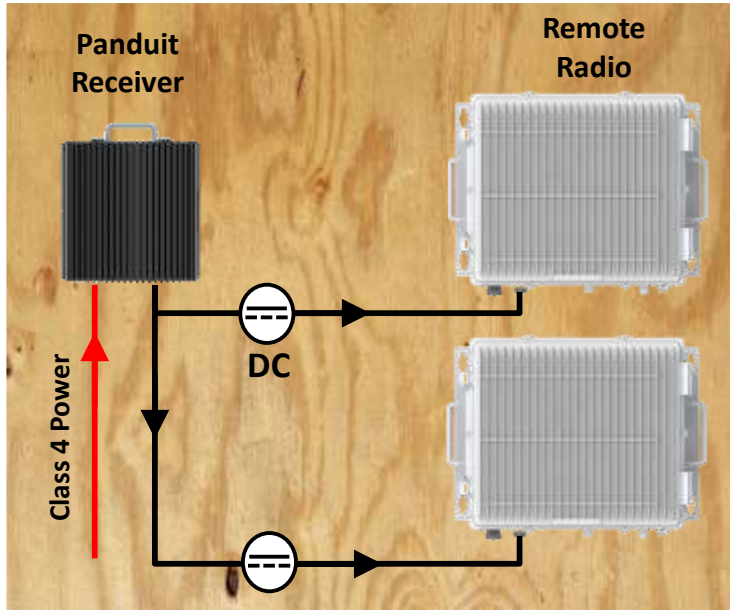 Panduit
Receiver
Remote
Radio
DC
Class 4 Power